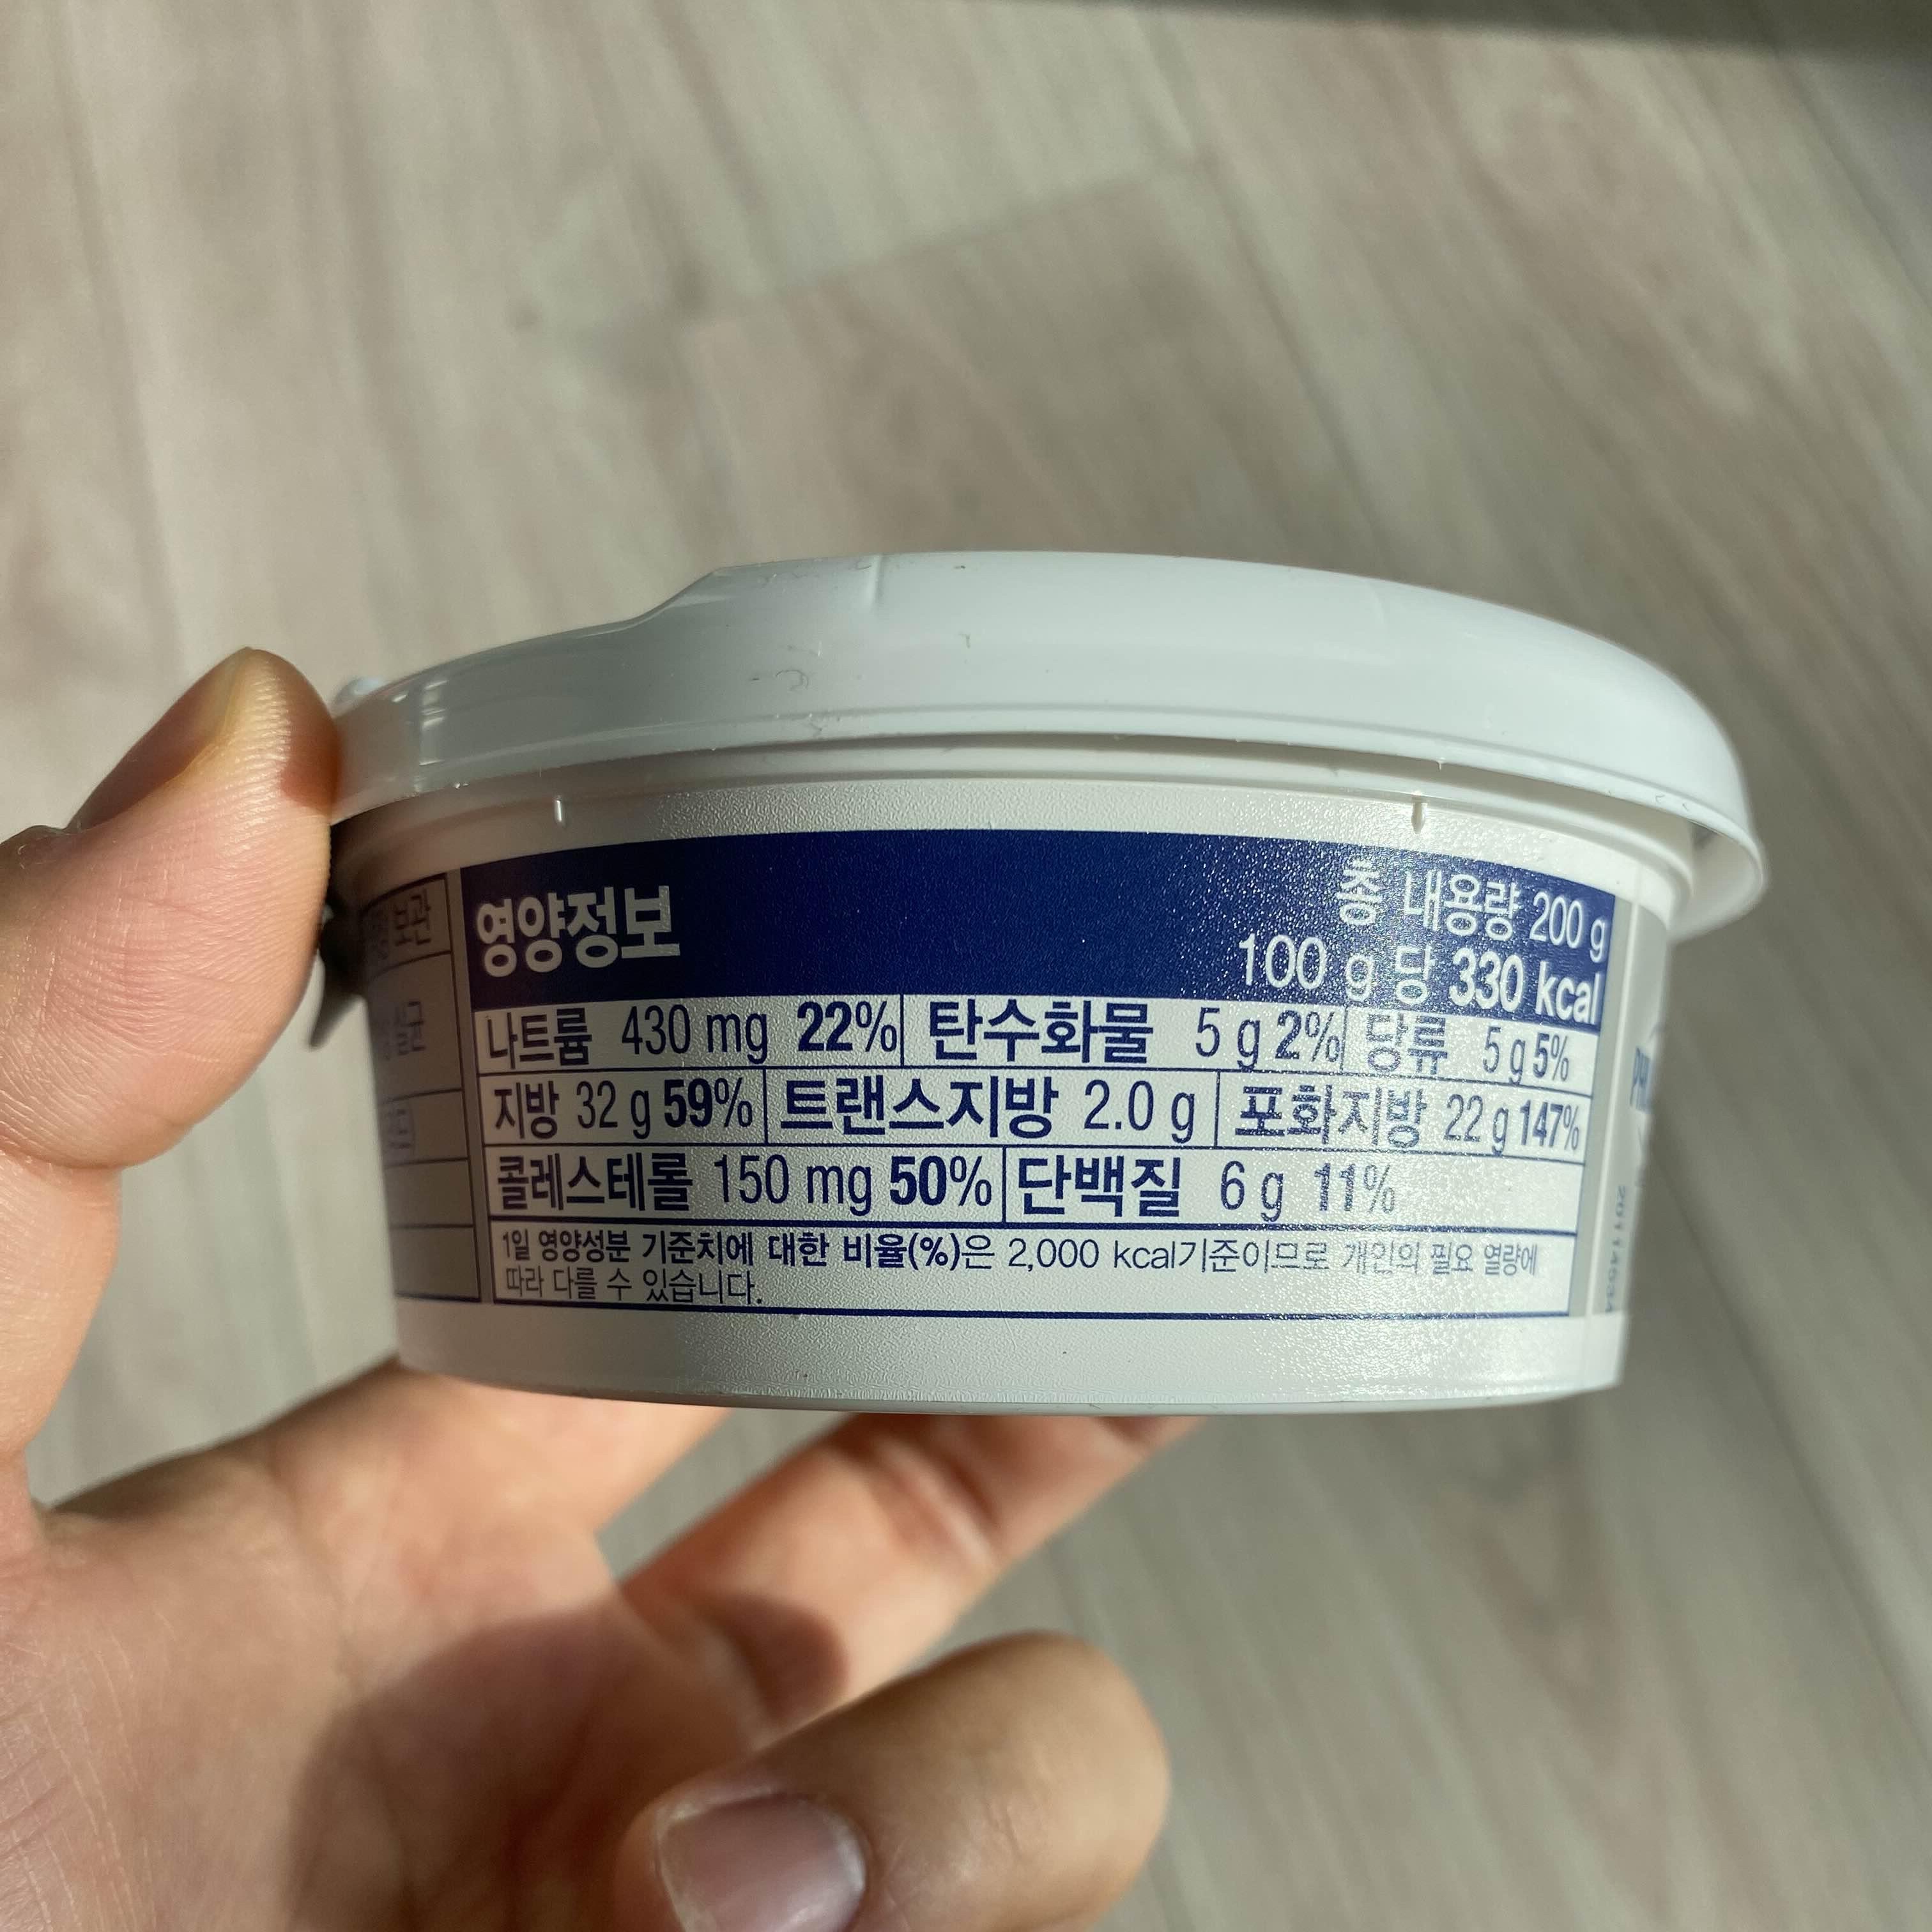 영양정보
총 내용량 200 g
100 g 당 330 kcal
나트륨 430 mg 22% 탄수화물 5 g 2% 당류 5 g 5%
지방 32 g 59% 트랜스지방 2.0 g 포화지방 22 g 147%
콜레스테롤 150 mg 50% 단백질 6 g 11%
1일 영양성분 기준치에 대한 비율(%)은 2,000 kcal기준이므로 개인의 필요 열량에
따라 다를 수 있습니다.
보관